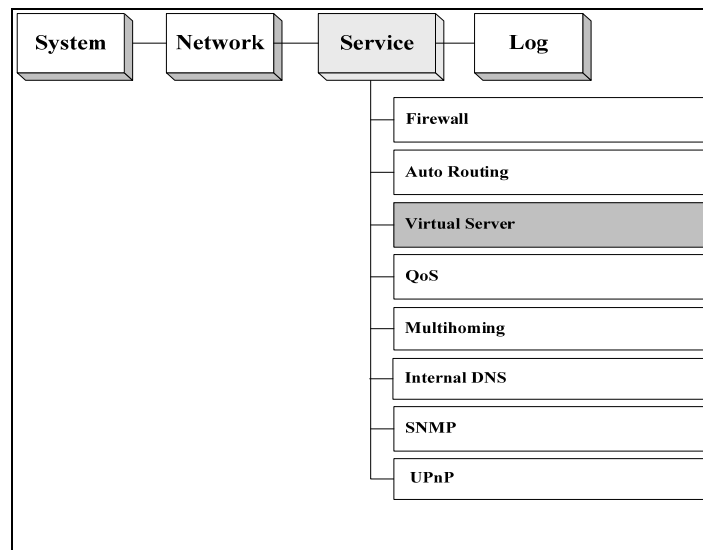 System Network Service Log
Firewall
Auto Routing
Virtual Server
QoS
Multihoming
Internal DNS
SNMP
UPnP